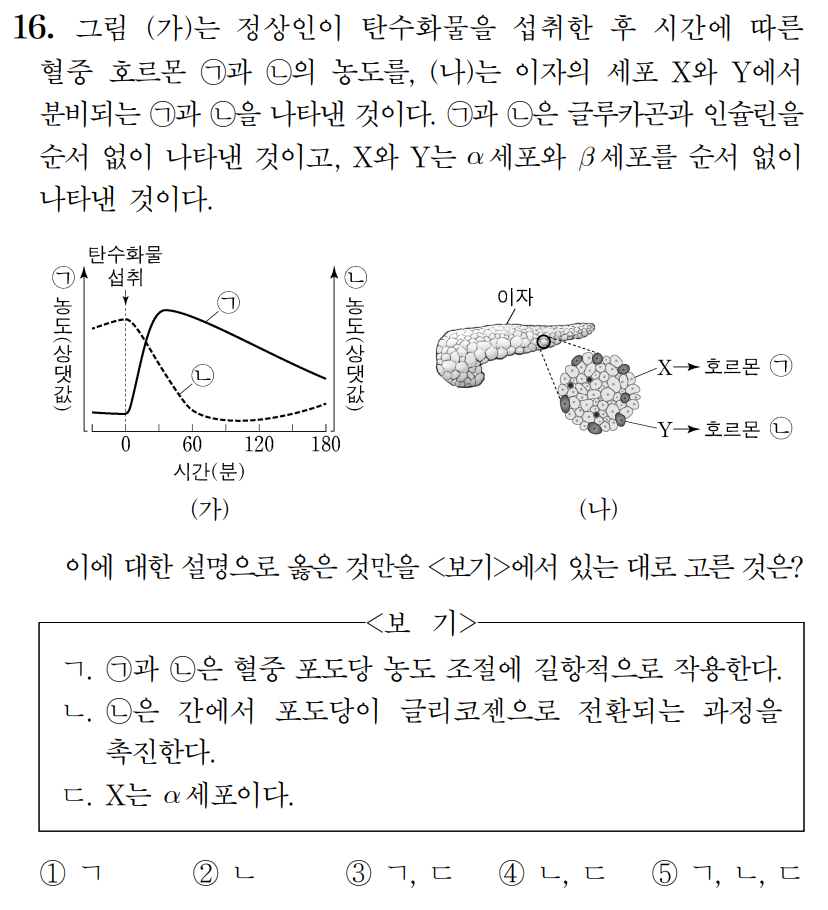 16. 그림 (가)는 정상인이 탄수화물을 섭취한 후 시간에 따른
혈중 호르몬 ㉠과 ㉡의 농도를, (나)는 이자의 세포 X와 Y에서
분비되는 ㉠과 ㉡을 나타낸 것이다. ㉠과 ㉡은 글루카곤과 인슐린을
순서 없이 나타낸 것이고, X와 Y는 α세포와 β세포를 순서 없이
나타낸 것이다.
탄수화물
섭취
㉠ 농도(상댓값)
㉡ 농도(상댓값)
㉠
㉡
0 60 120 180
시간(분)
(가)
이자
X → 호르몬 ㉠
Y → 호르몬 ㉡
(나)
이에 대한 설명으로 옳은 것만을 <보기>에서 있는 대로 고른 것은?
<보 기>
ㄱ. ㉠과 ㉡은 혈중 포도당 농도 조절에 길항적으로 작용한다.
ㄴ. ㉡은 간에서 포도당이 글리코젠으로 전환되는 과정을
촉진한다.
ㄷ. X는 α세포이다.
① ㄱ ② ㄴ ③ ㄱ, ㄷ ④ ㄴ, ㄷ ⑤ ㄱ, ㄴ, ㄷ